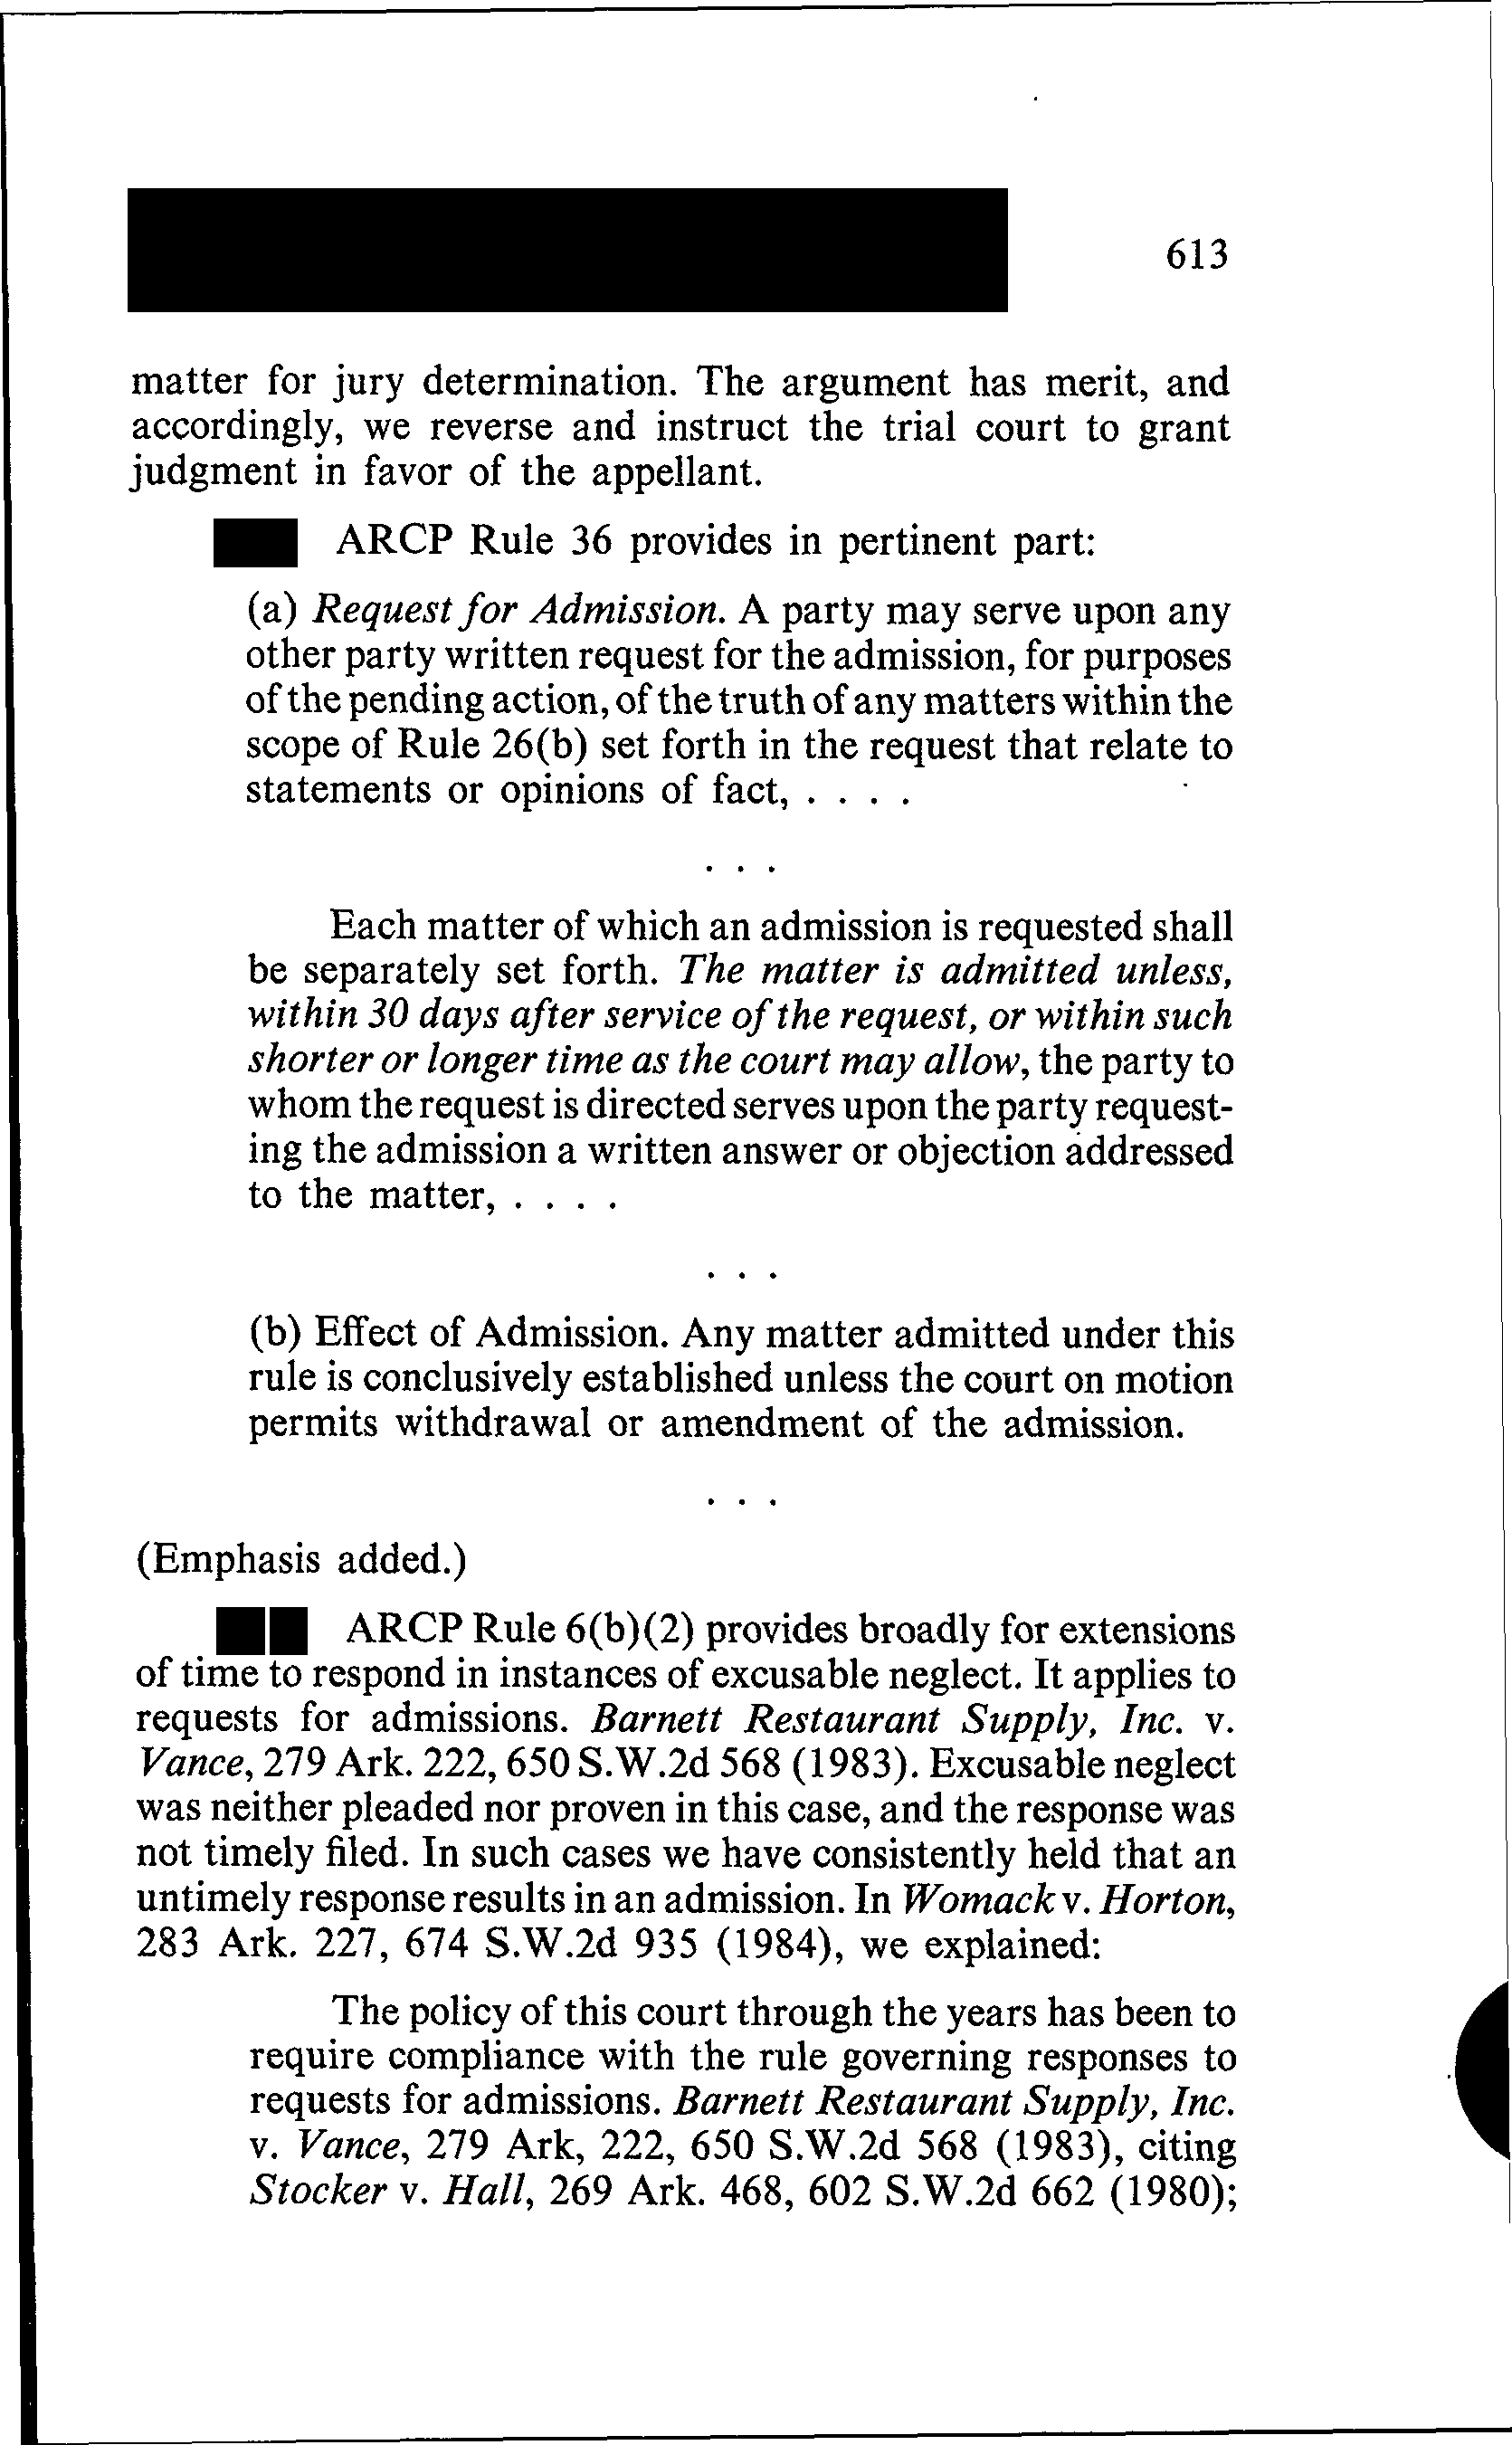 613
matter for jury determination. The argument has merit, and
accordingly, we reverse and instruct the trial court to grant
judgment in favor of the appellant.
ARCP Rule 36 provides in pertinent part:
(a) Request for Admission. A party may serve upon any
other party written request for the admission, for purposes
of the pending action, of the truth of any matters within the
scope of Rule 26(b) set forth in the request that relate to
statements or opinions of fact, . . . .
. . .
Each matter of which an admission is requested shall
be separately set forth. The matter is admitted unless,
within 30 days after service of the request, or within such
shorter or longer time as the court may allow, the party to
whom the request is directed serves upon the party request-
ing the admission a written answer or objection addressed
to the matter, . . . .
. . .
(b) Effect of Admission. Any matter admitted under this
rule is conclusively established unless the court on motion
permits withdrawal or amendment of the admission.
. . .
(Emphasis added.)
ARCP Rule 6(b)(2) provides broadly for extensions
of time to respond in instances of excusable neglect. It applies to
requests for admissions. Barnett Restaurant Supply, Inc. v.
Vance, 279 Ark. 222, 650 S.W.2d 568 (1983). Excusable neglect
was neither pleaded nor proven in this case, and the response was
not timely filed. In such cases we have consistently held that an
untimely response results in an admission. In Womack v. Horton,
283 Ark. 227, 674 S.W.2d 935 (1984), we explained:
The policy of this court through the years has been to
require compliance with the rule governing responses to
requests for admissions. Barnett Restaurant Supply, Inc.
v. Vance, 279 Ark, 222, 650 S.W.2d 568 (1983), citing
Stocker v. Hall, 269 Ark. 468, 602 S.W.2d 662 (1980);